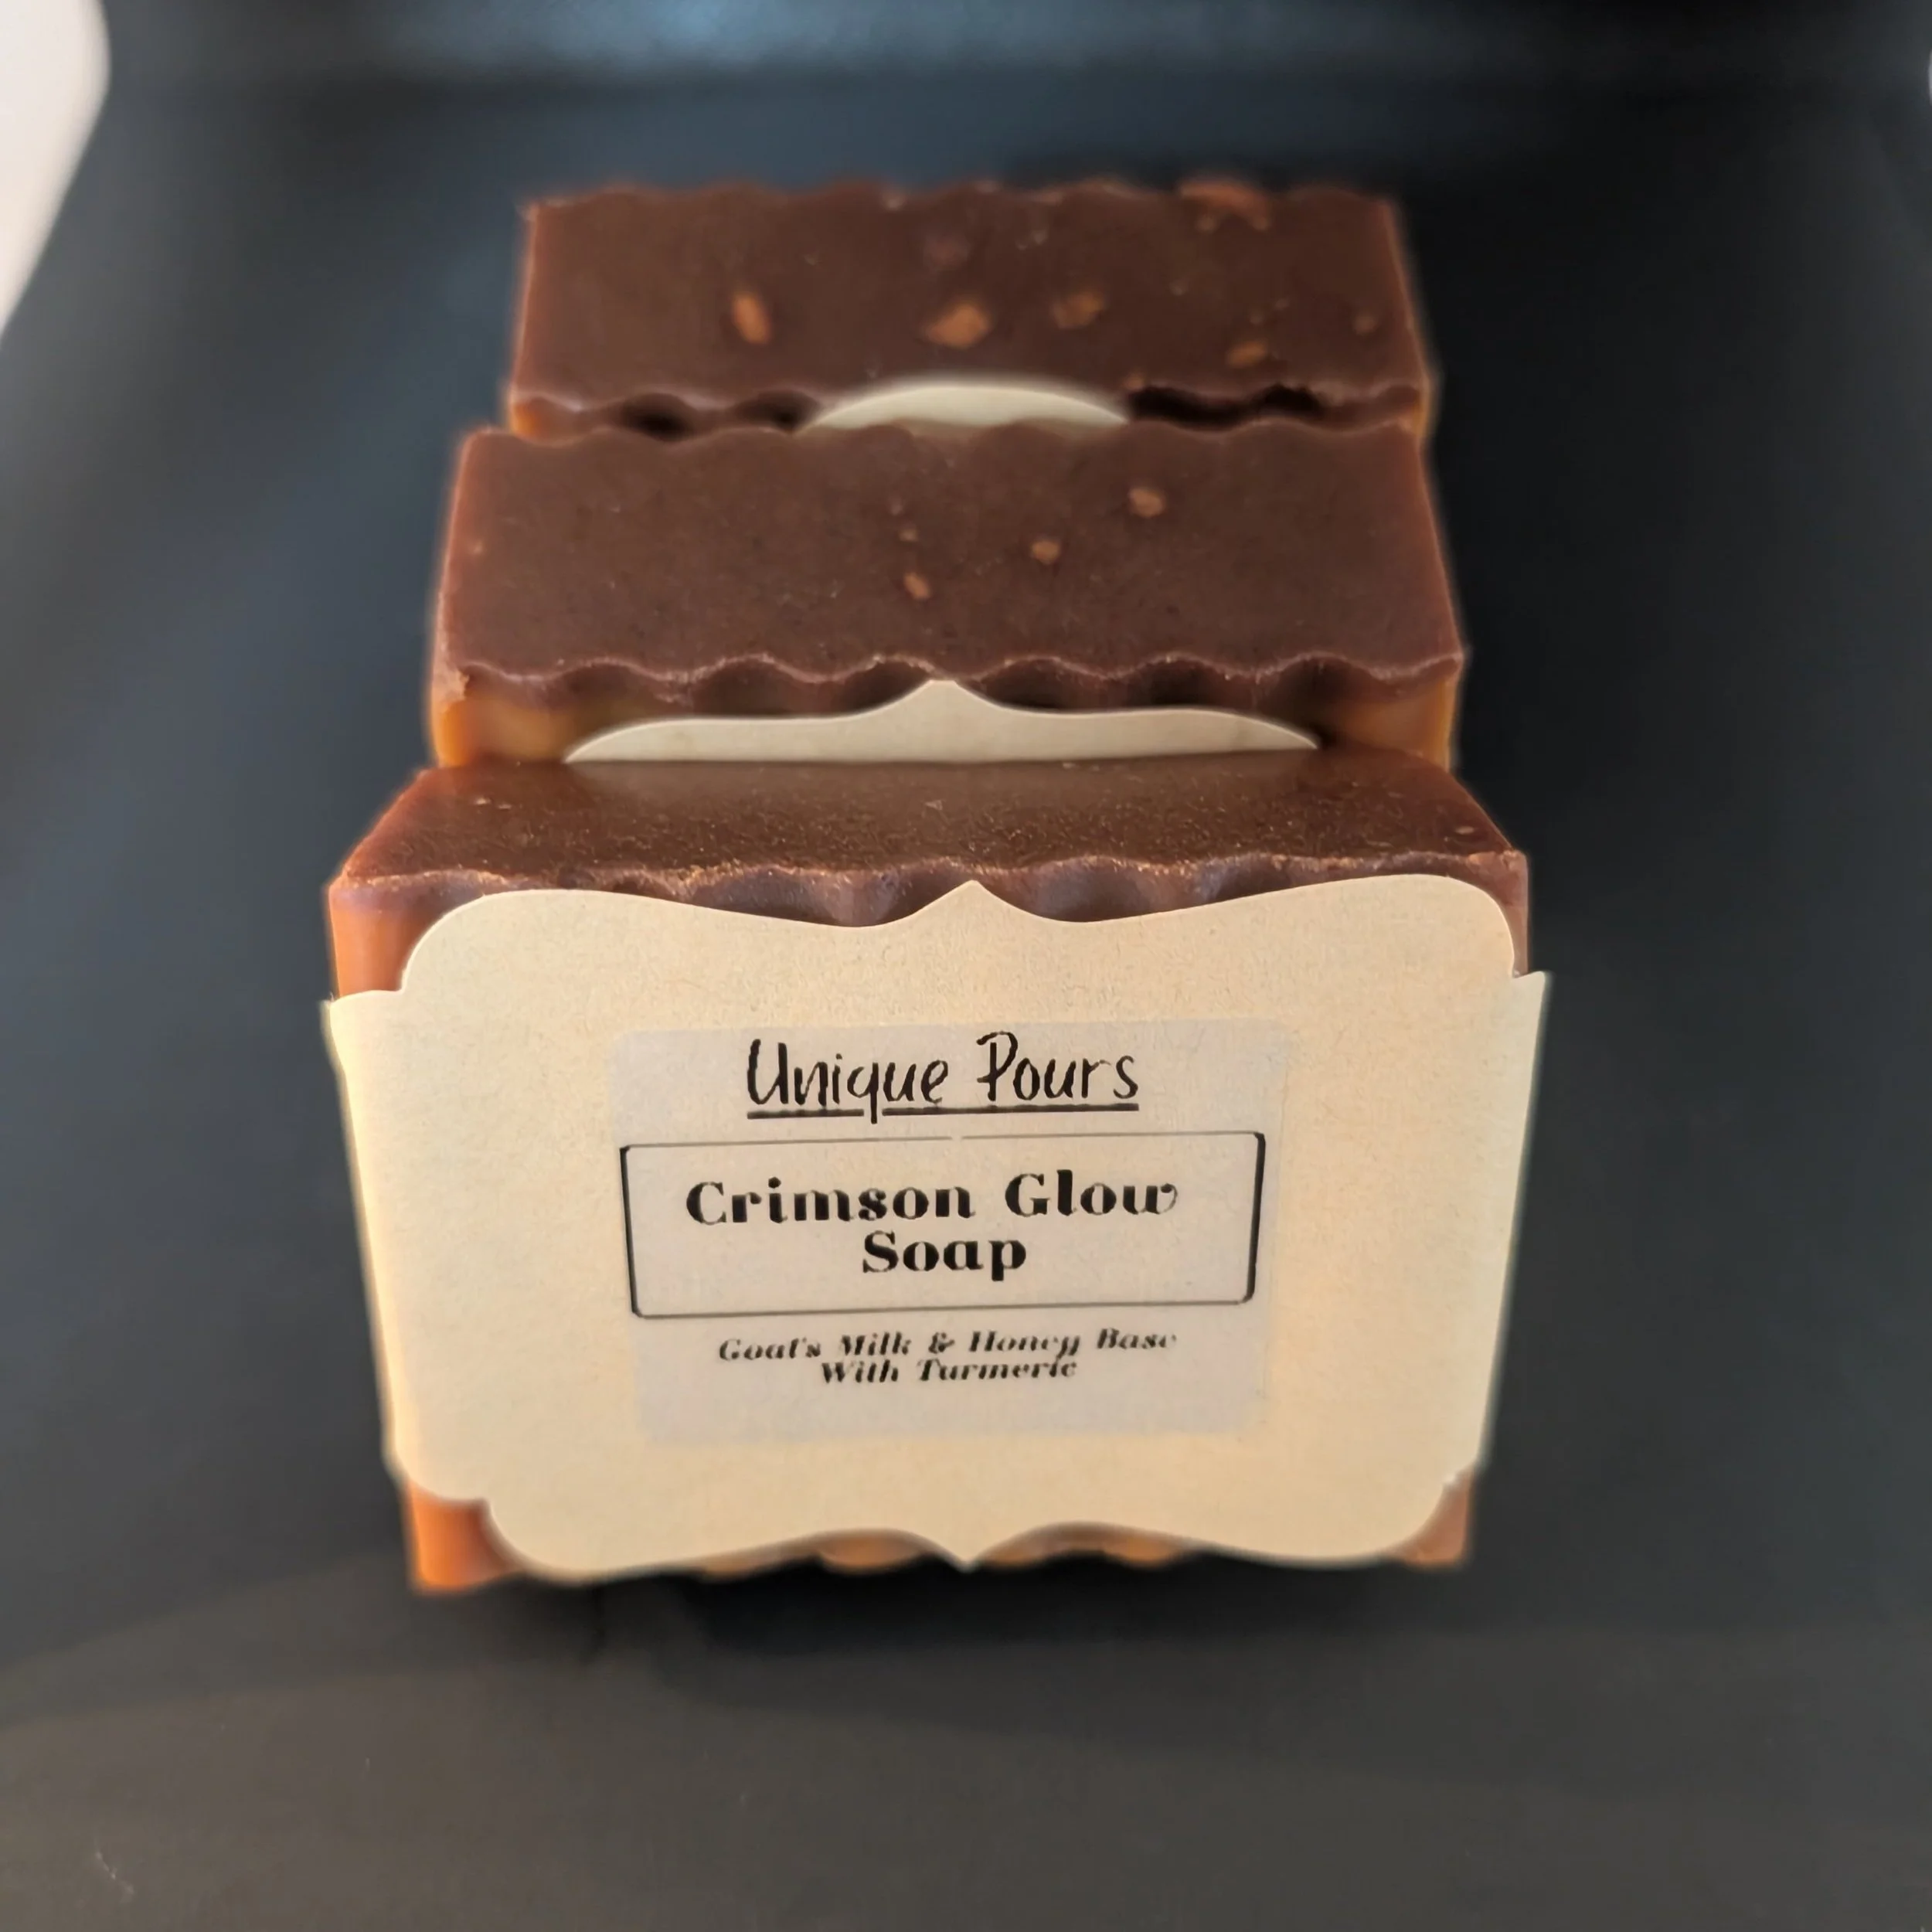 Unique Pours
Crimson Glow
Soap
Goat's Milk & Honey Base
With Turmeric